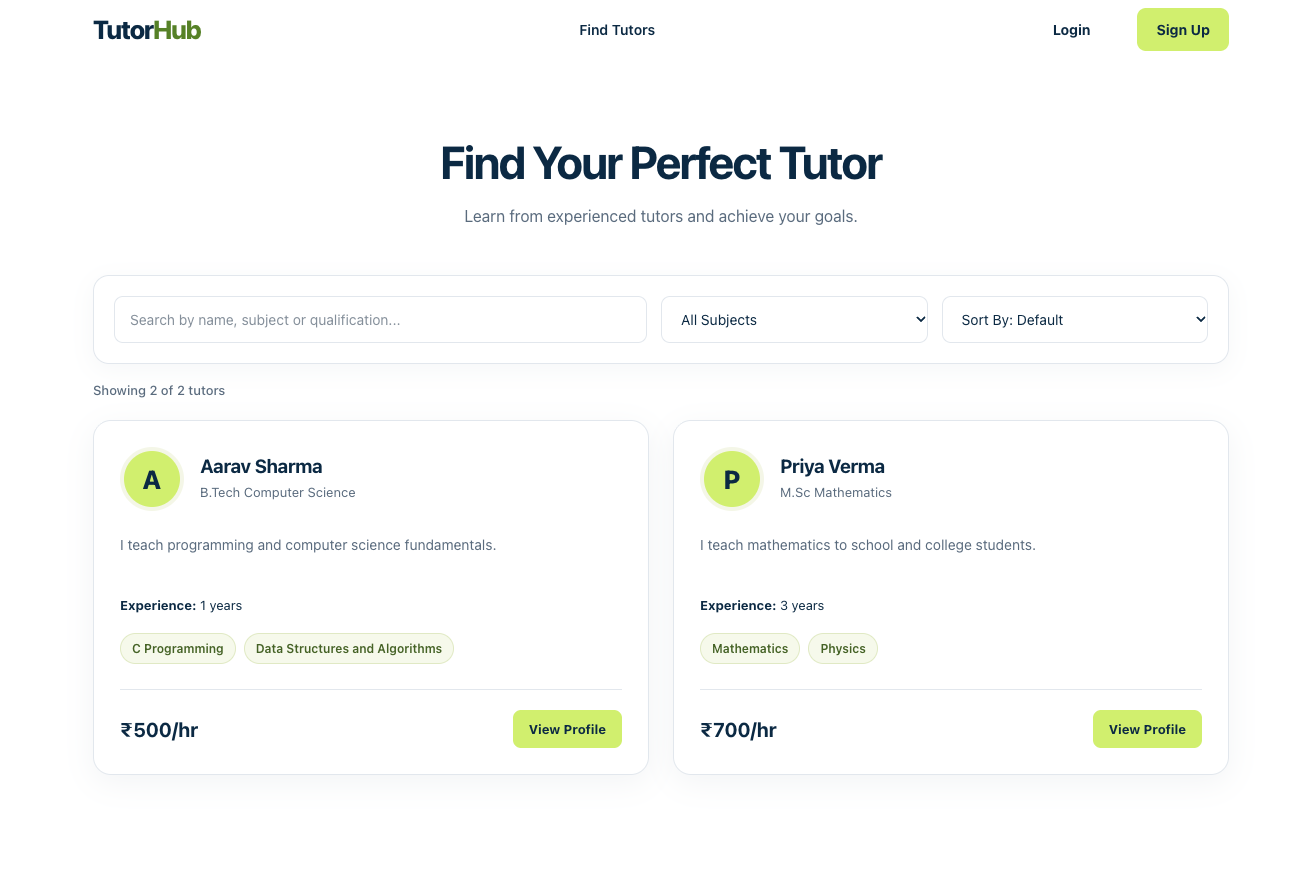 TutorHub
Find Tutors
Login
Sign Up
Find Your Perfect Tutor
Learn from experienced tutors and achieve your goals.
Search by name, subject or qualification...
All Subjects
Sort By: Default
Showing 2 of 2 tutors
A
Aarav Sharma
B.Tech Computer Science
I teach programming and computer science fundamentals.
Experience: 1 years
C Programming
Data Structures and Algorithms
₹500/hr
View Profile
P
Priya Verma
M.Sc Mathematics
I teach mathematics to school and college students.
Experience: 3 years
Mathematics
Physics
₹700/hr
View Profile